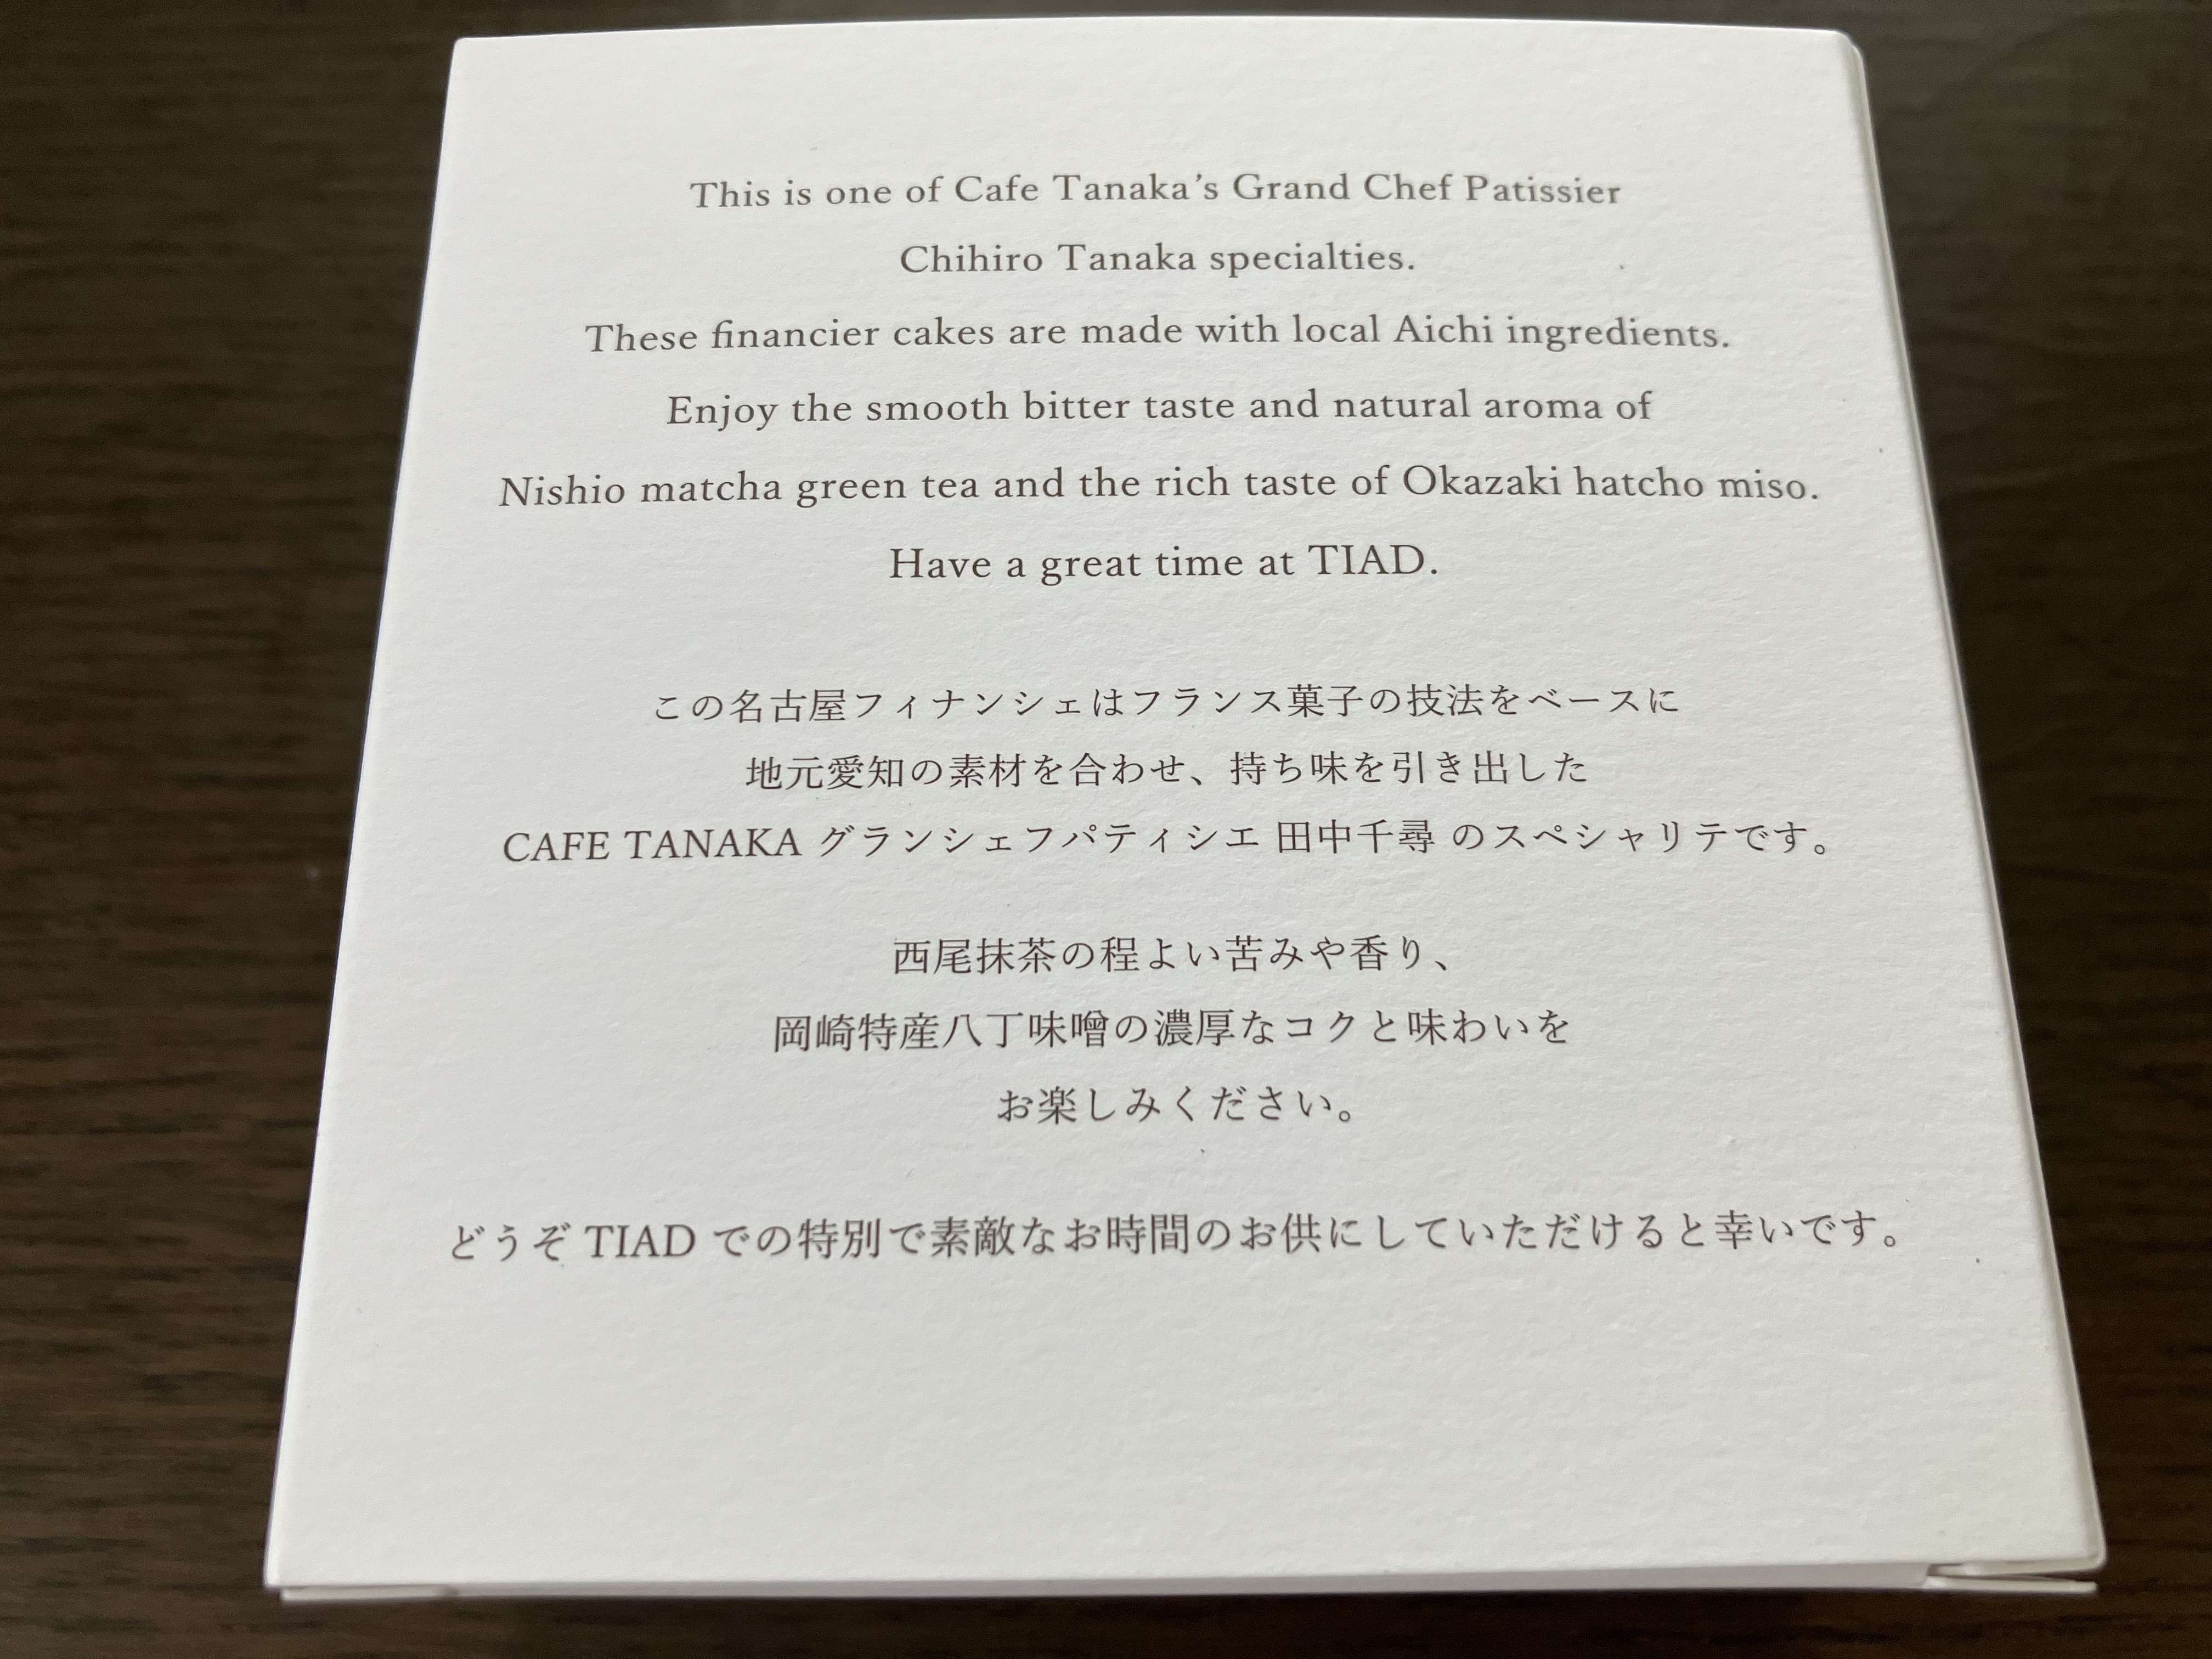 This is one of Cafe Tanaka’s Grand Chef Patissier
Chihiro Tanaka specialties.
These financier cakes are made with local Aichi ingredients.
Enjoy the smooth bitter taste and natural aroma of
Nishio matcha green tea and the rich taste of Okazaki hatcho miso.
Have a great time at TIAD.
この名古屋フィナンシェはフランス菓子の技法をベースに
地元愛知の素材を合わせ、持ち味を引き出した
CAFE TANAKA グランシェフパティシエ 田中千尋 のスペシャリテです。
西尾抹茶の程よい苦みや香り、
岡崎特産八丁味噌の濃厚なコクと味わいを
お楽しみください。
どうぞ TIAD での特別で素敵なお時間のお供にしていただけると幸いです。